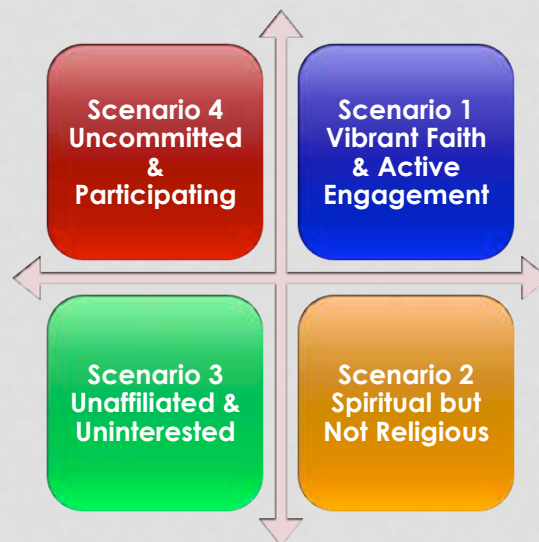 Scenario 4
Uncommitted
&
Participating
Scenario 1
Vibrant Faith
& Active
Engagement
Scenario 3
Unaffiliated &
Uninterested
Scenario 2
Spiritual but
Not Religious